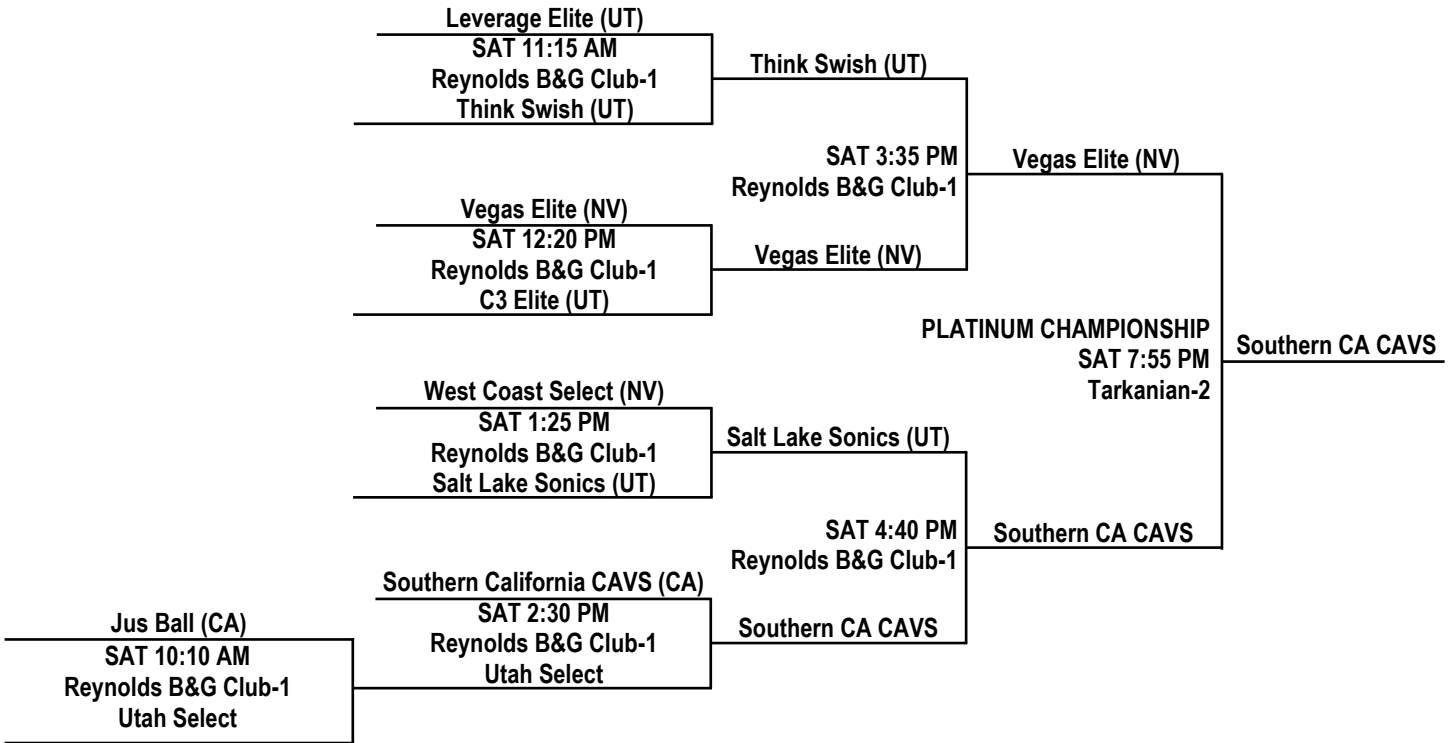 Leverage Elite (UT)
SAT 11:15 AM
Reynolds B&G Club-1
Think Swish (UT)
Think Swish (UT)
SAT 3:35 PM
Reynolds B&G Club-1
Vegas Elite (NV)
Vegas Elite (NV)
SAT 12:20 PM
Reynolds B&G Club-1
C3 Elite (UT)
Vegas Elite (NV)
PLATINUM CHAMPIONSHIP
SAT 7:55 PM
Tarkanian-2
Southern CA CAVS
West Coast Select (NV)
SAT 1:25 PM
Reynolds B&G Club-1
Salt Lake Sonics (UT)
Salt Lake Sonics (UT)
SAT 4:40 PM
Reynolds B&G Club-1
Southern CA CAVS
Southern California CAVS (CA)
SAT 2:30 PM
Reynolds B&G Club-1
Utah Select
Southern CA CAVS
Jus Ball (CA)
SAT 10:10 AM
Reynolds B&G Club-1
Utah Select